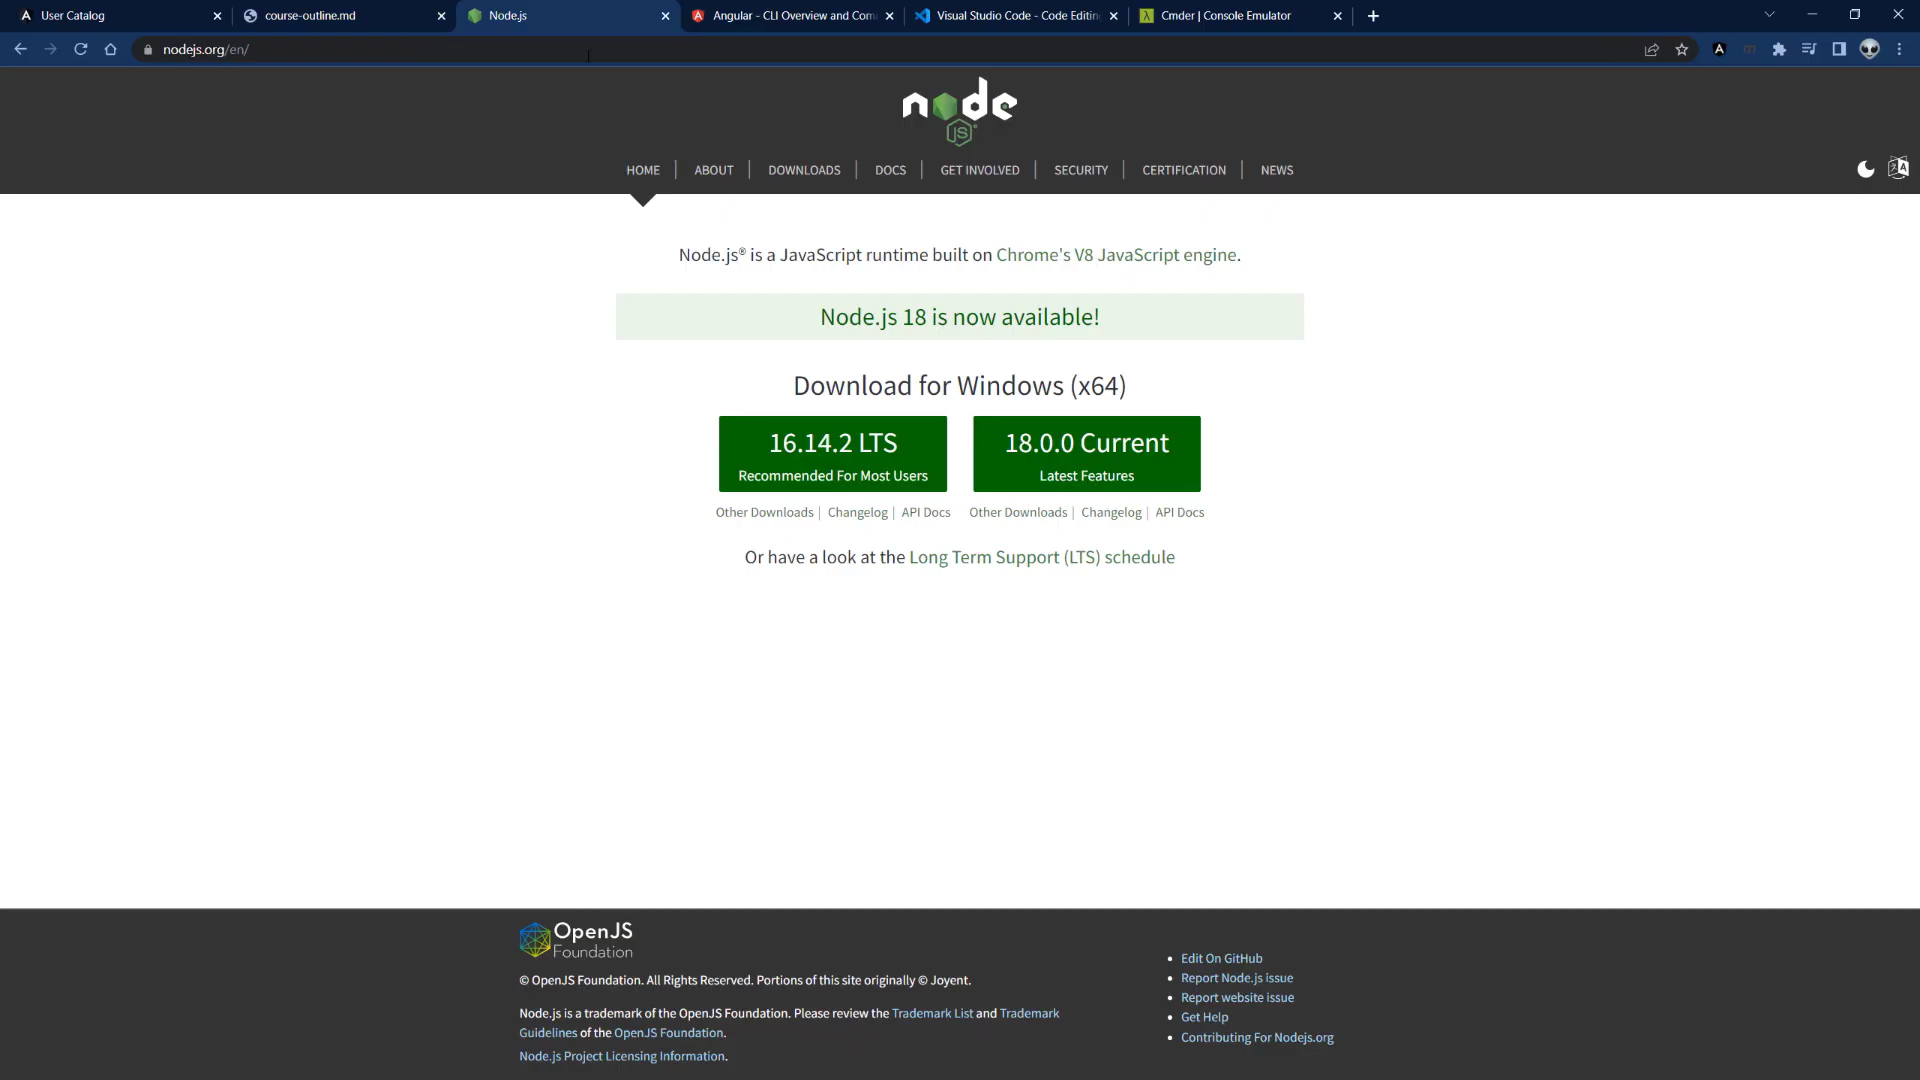 User Catalog
course-outline.md
Node.js
Angular - CLI Overview and Com
Visual Studio Code - Code Editin
Cmder | Console Emulator
nodejs.org/en/
node
JS
HOME | ABOUT | DOWNLOADS | DOCS | GET INVOLVED | SECURITY | CERTIFICATION | NEWS
Node.js® is a JavaScript runtime built on Chrome's V8 JavaScript engine.
Node.js 18 is now available!
Download for Windows (x64)
16.14.2 LTS
Recommended For Most Users
18.0.0 Current
Latest Features
Other Downloads | Changelog | API Docs
Other Downloads | Changelog | API Docs
Or have a look at the Long Term Support (LTS) schedule
OpenJS
Foundation
© OpenJS Foundation. All Rights Reserved. Portions of this site originally © Joyent.
Node.js is a trademark of the OpenJS Foundation. Please review the Trademark List and Trademark
Guidelines of the OpenJS Foundation.
Node.js Project Licensing Information.
Edit On GitHub
Report Node.js issue
Report website issue
Get Help
Contributing For Nodejs.org